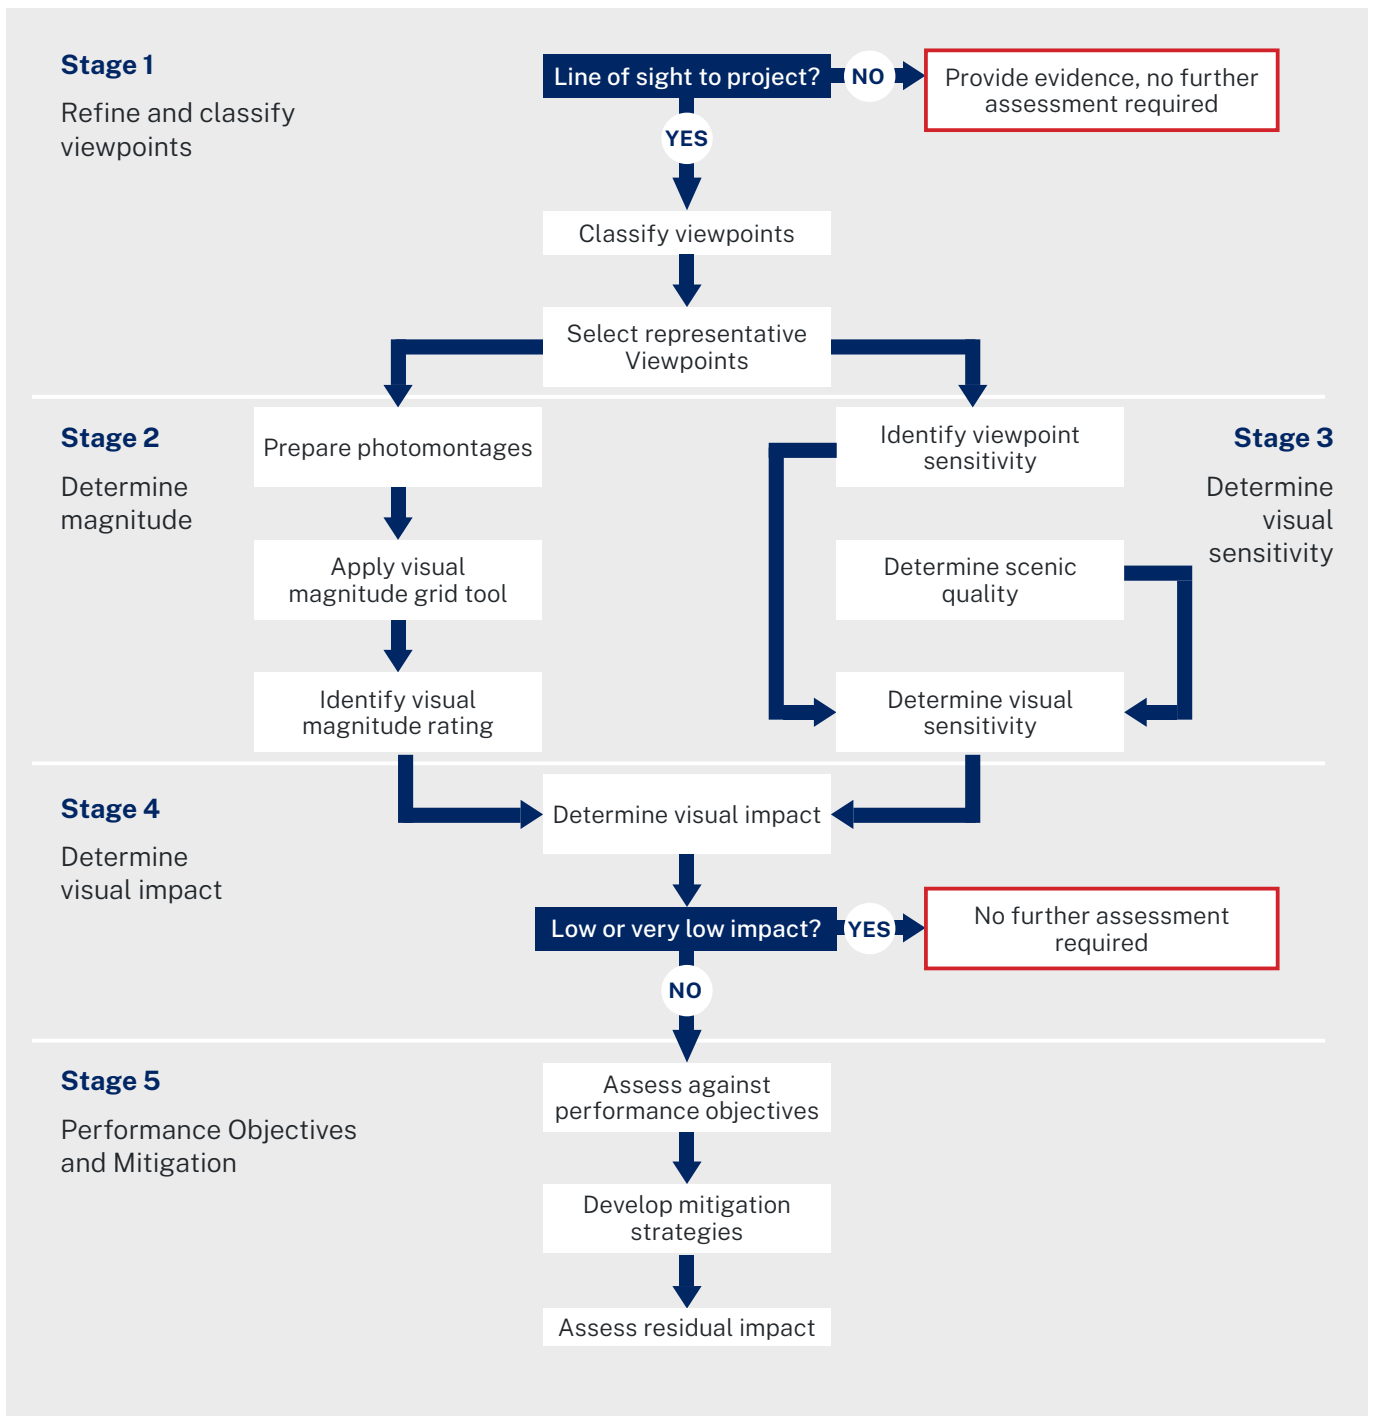 Stage 1
Refine and classify
viewpoints
Line of sight to project?
NO
Provide evidence, no further
assessment required
YES
Classify viewpoints
Select representative
Viewpoints
Stage 2
Determine
magnitude
Prepare photomontages
Apply visual
magnitude grid tool
Identify visual
magnitude rating
Stage 3
Determine
visual
sensitivity
Identify viewpoint
sensitivity
Determine scenic
quality
Determine visual
sensitivity
Stage 4
Determine
visual impact
Determine visual impact
Low or very low impact?
YES
No further assessment
required
NO
Stage 5
Performance Objectives
and Mitigation
Assess against
performance objectives
Develop mitigation
strategies
Assess residual impact